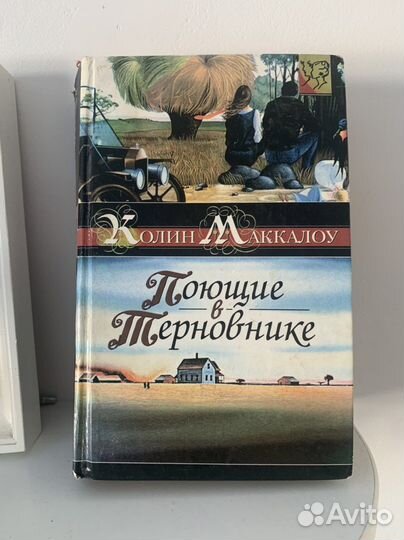 Колин Маккалоу
Поющие
в
Терновнике
Avito